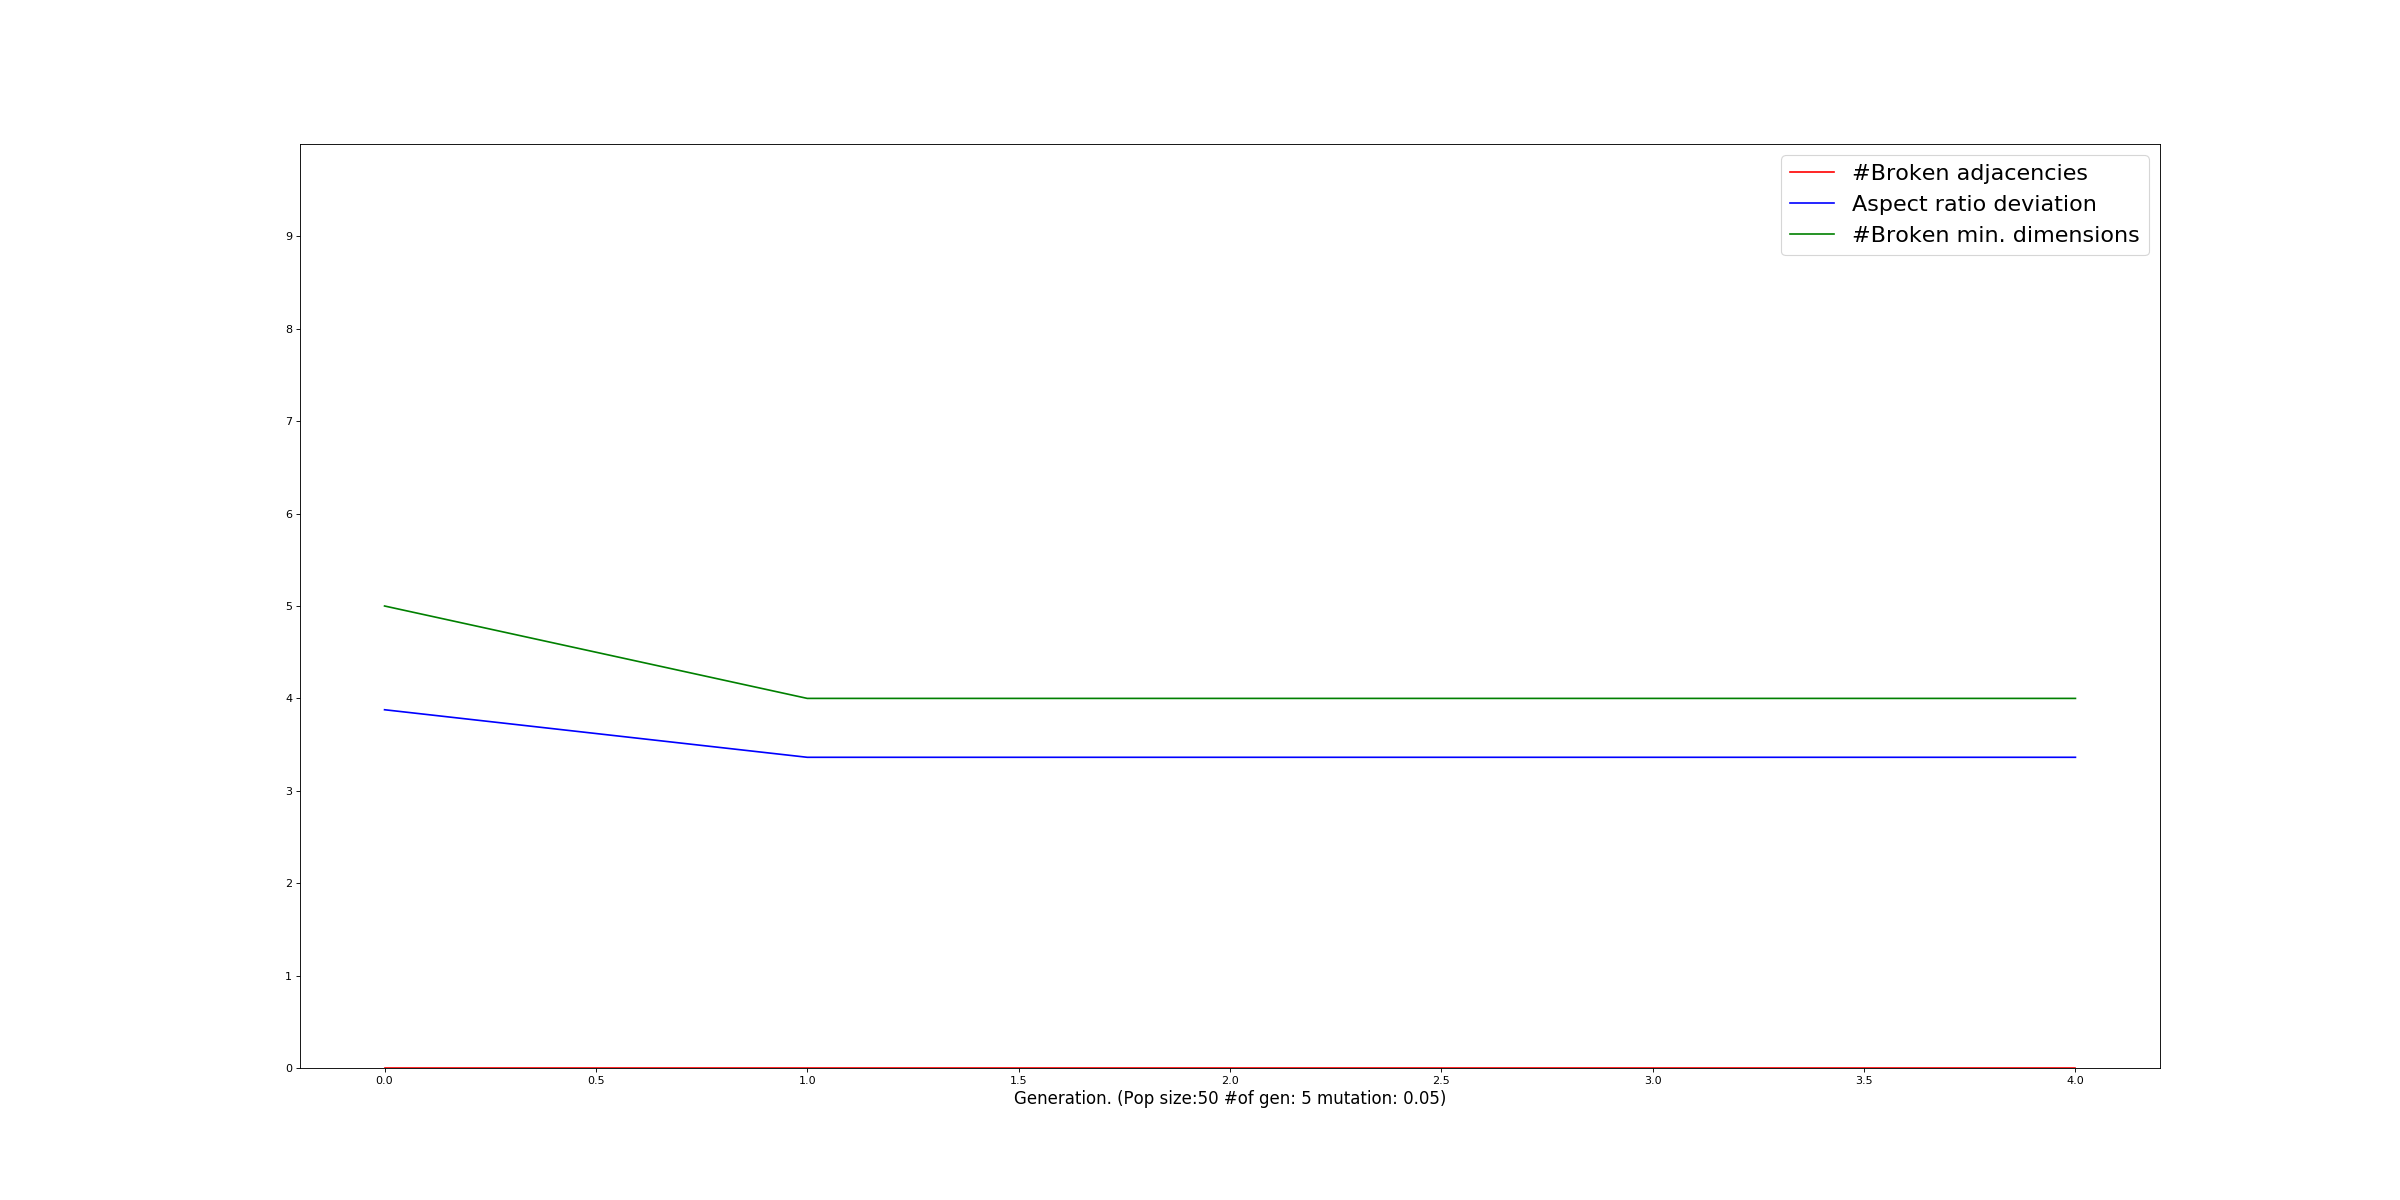 #Broken adjacencies
Aspect ratio deviation
#Broken min. dimensions
9
8
7
6
5
4
3
2
1
0
0.0 0.5 1.0 1.5 2.0 2.5 3.0 3.5 4.0
Generation. (Pop size:50 #of gen: 5 mutation: 0.05)